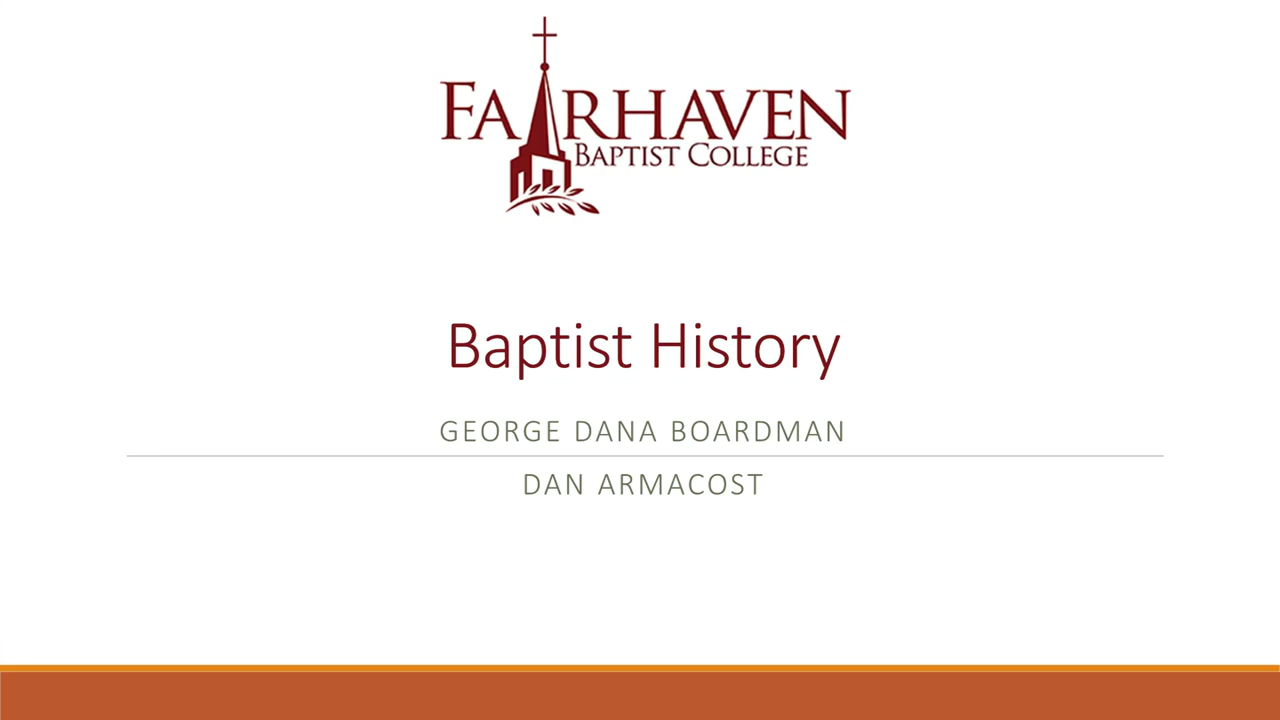 FAIRHAVEN
BAPTIST COLLEGE
Baptist History
GEORGE DANA BOARDMAN
DAN ARMACOST